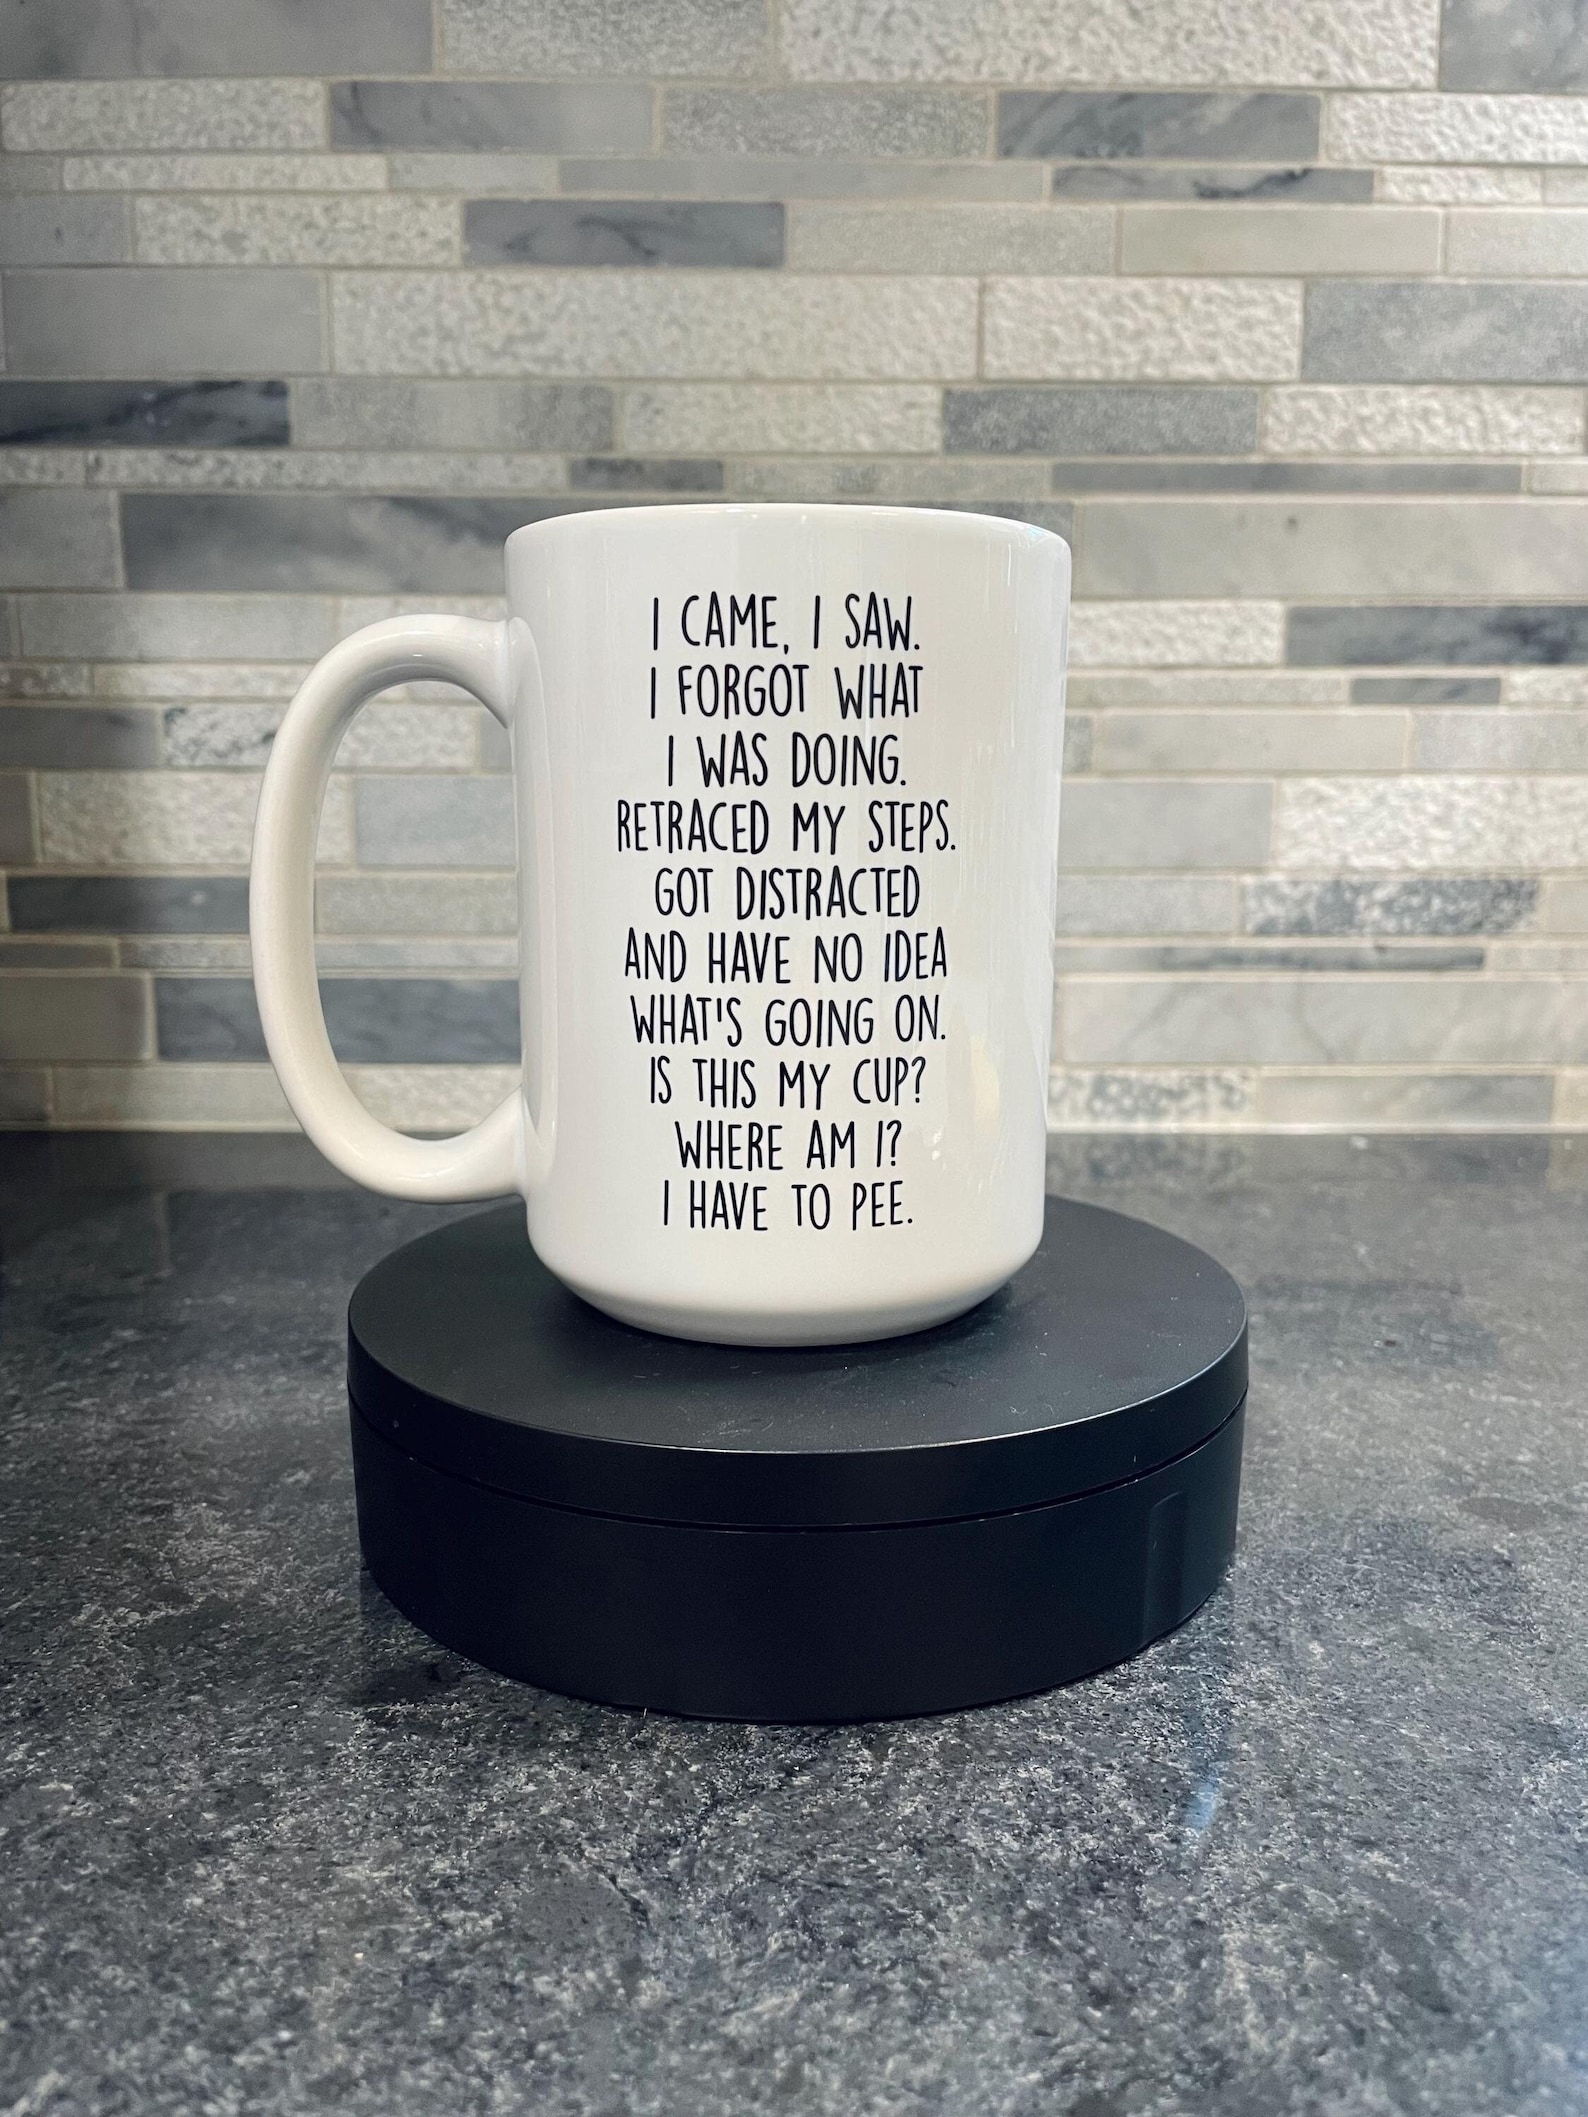 I CAME, I SAW.
I FORGOT WHAT
I WAS DOING.
RETRACED MY STEPS.
GOT DISTRACTED
AND HAVE NO IDEA
WHAT'S GOING ON.
IS THIS MY CUP?
WHERE AM I?
I HAVE TO PEE.